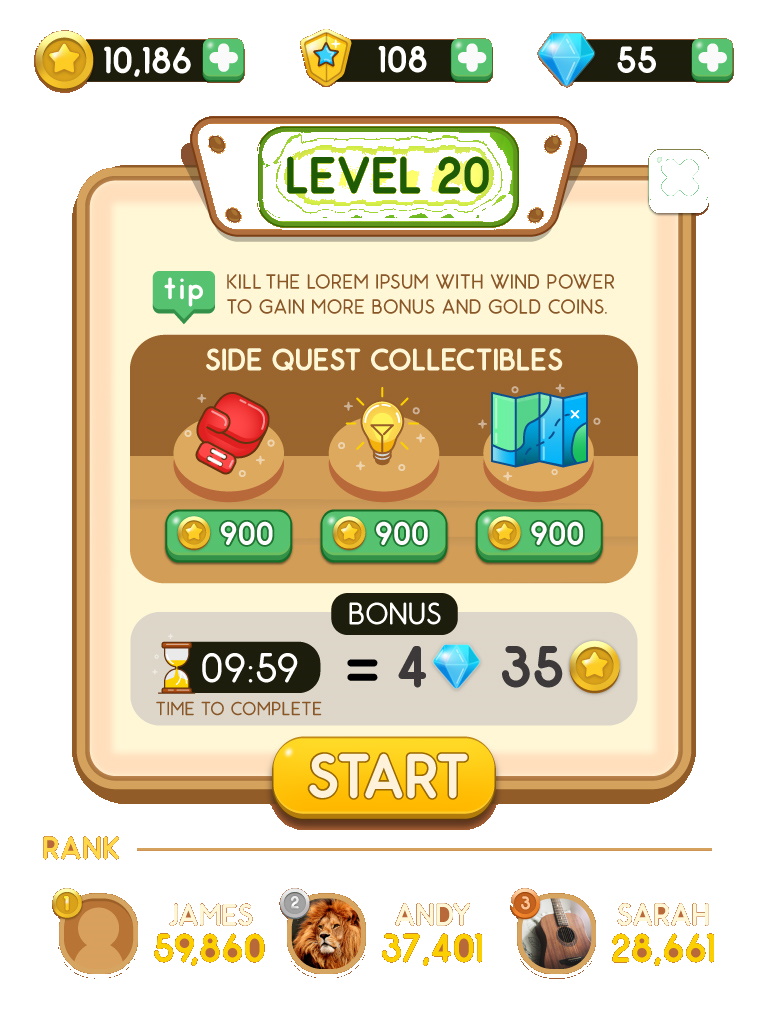 10,186
108
55
LEVEL 20
tip
KILL THE LOREM IPSUM WITH WIND POWER
TO GAIN MORE BONUS AND GOLD COINS.
SIDE QUEST COLLECTIBLES
900
900
900
BONUS
09:59 = 4 35
TIME TO COMPLETE
START
RANK
1
JAMES
59,860
2
ANDY
37,401
3
SARAH
28,661